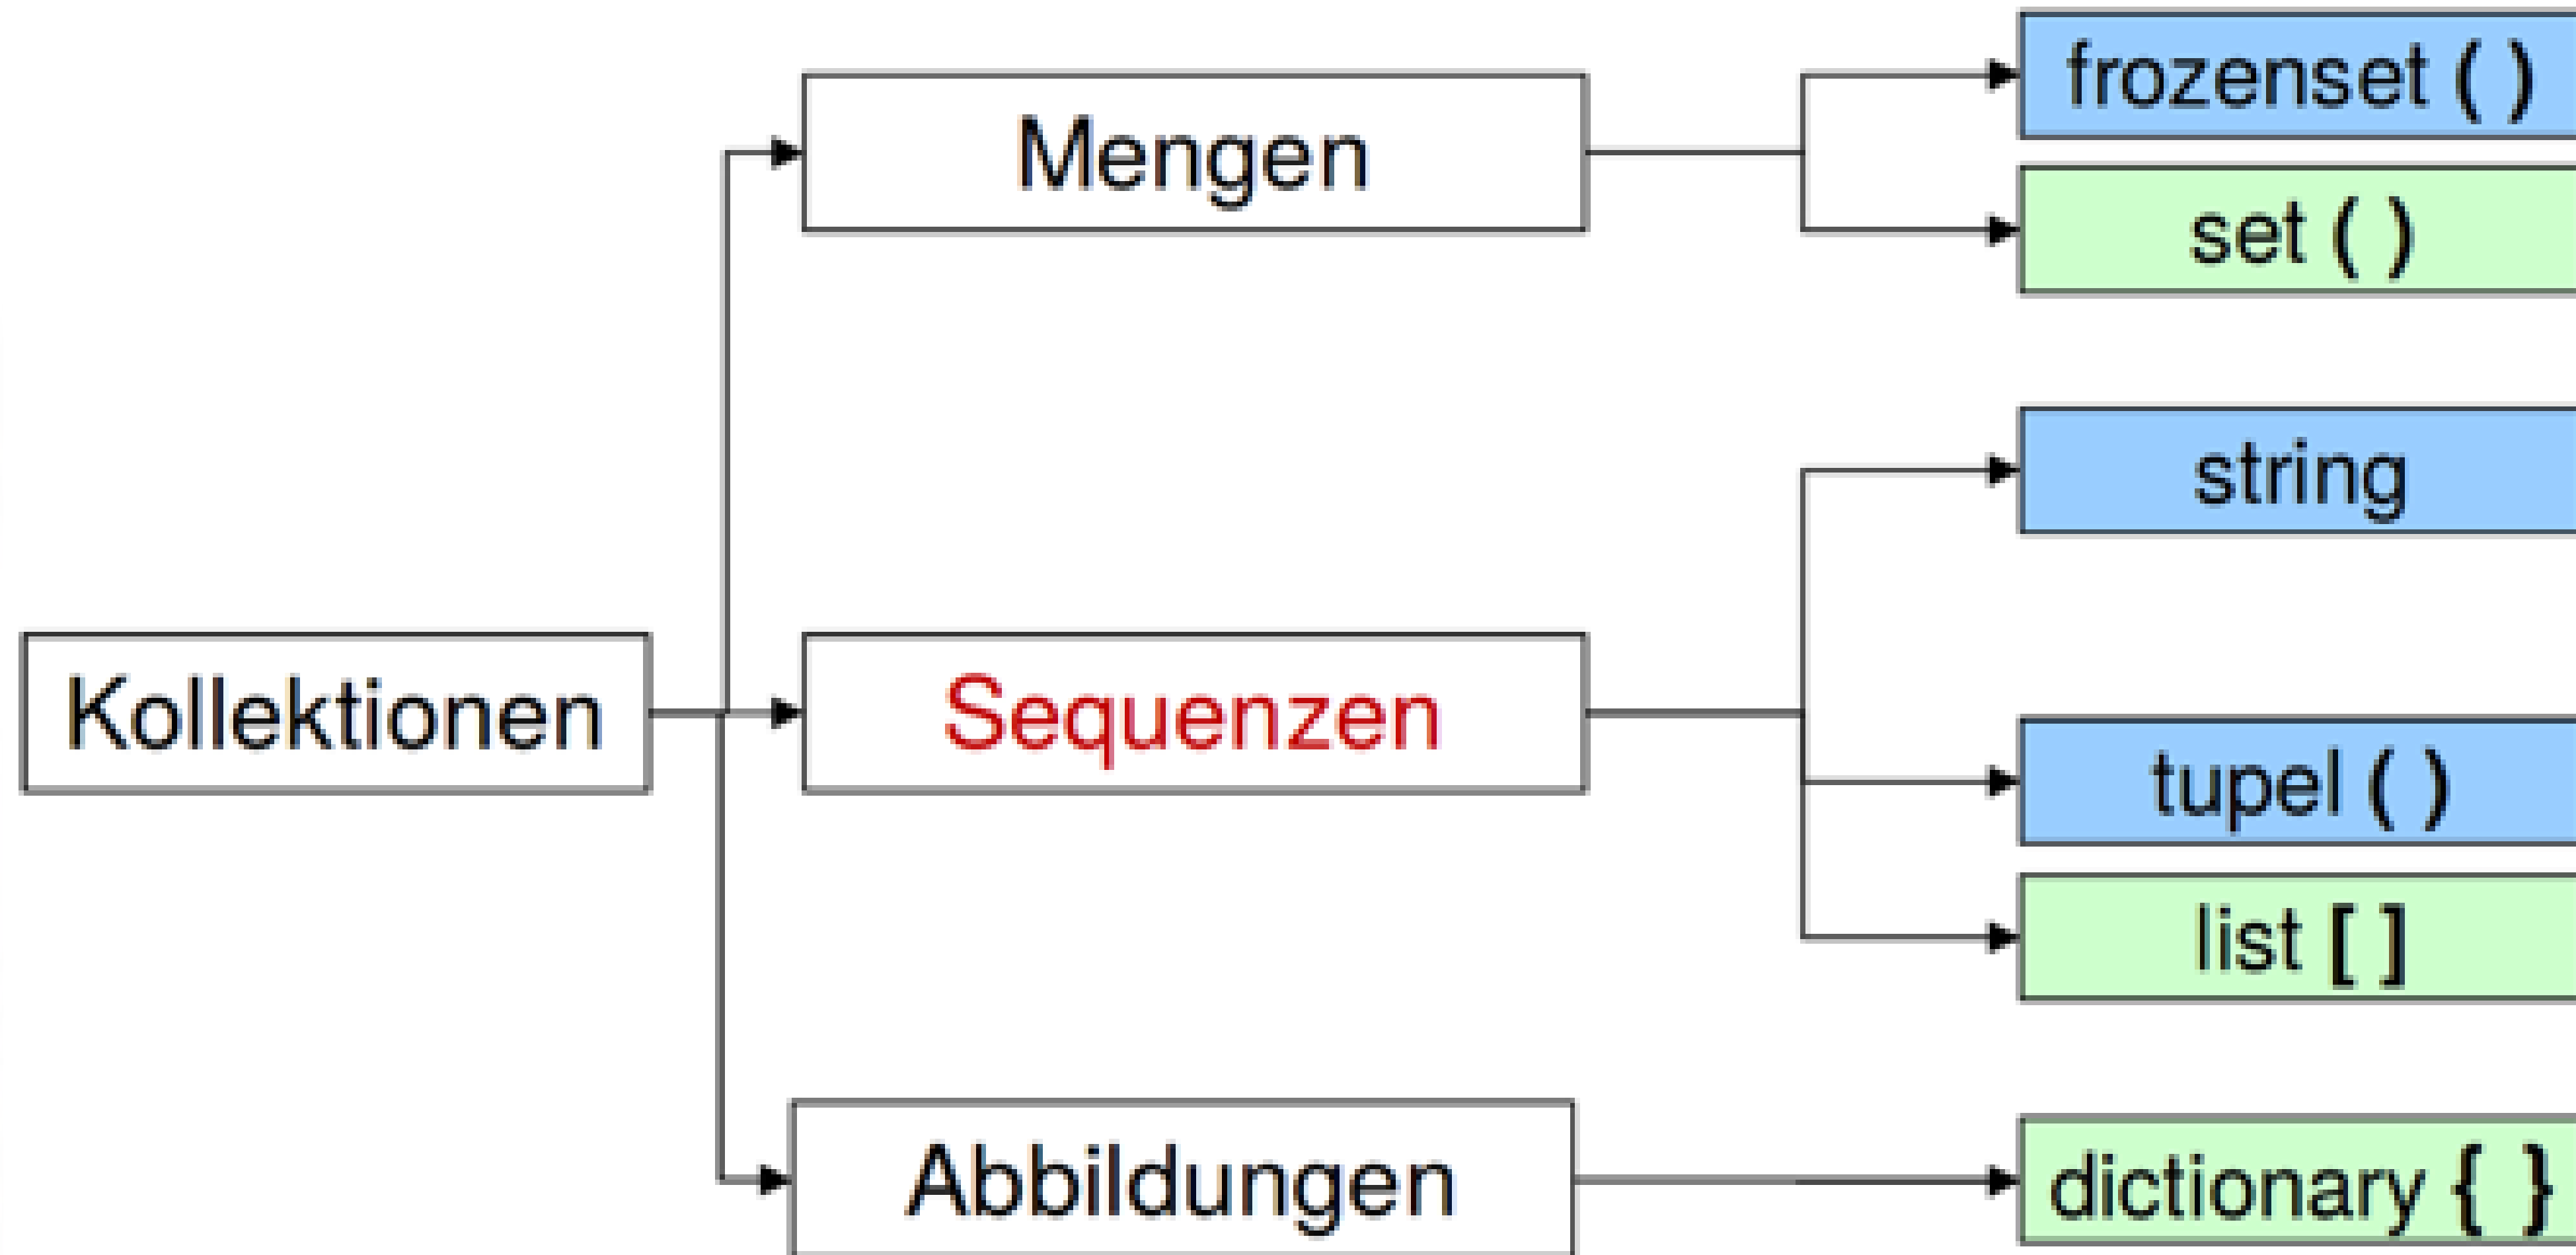 frozenset ( )
Mengen
set ( )
string
Kollektionen
Sequenzen
tupel ( )
list [ ]
Abbildungen
dictionary { }